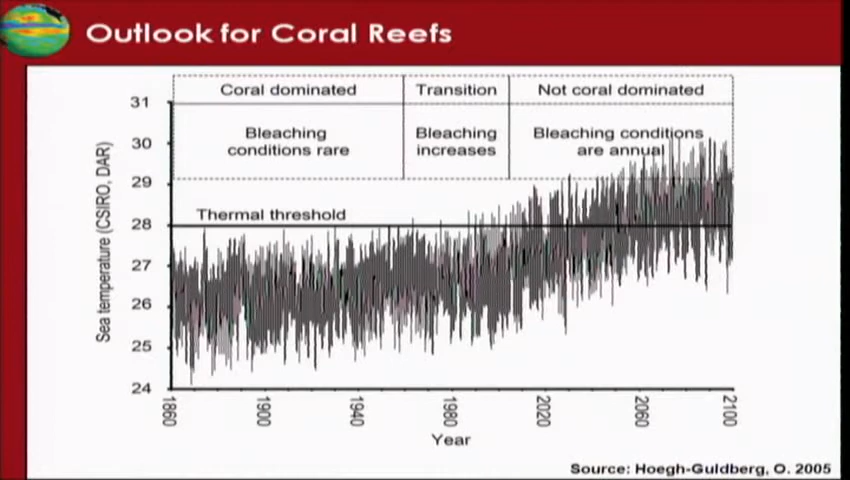 Outlook for Coral Reefs
Coral dominated
Transition
Not coral dominated
Bleaching
conditions rare
Bleaching
increases
Bleaching conditions
are annual
Thermal threshold
Sea temperature (CSIRO, DAR)
31
30
29
28
27
26
25
24
1860
1900
1940
1980
2020
2060
2100
Year
Source: Hoegh-Guldberg, O. 2005